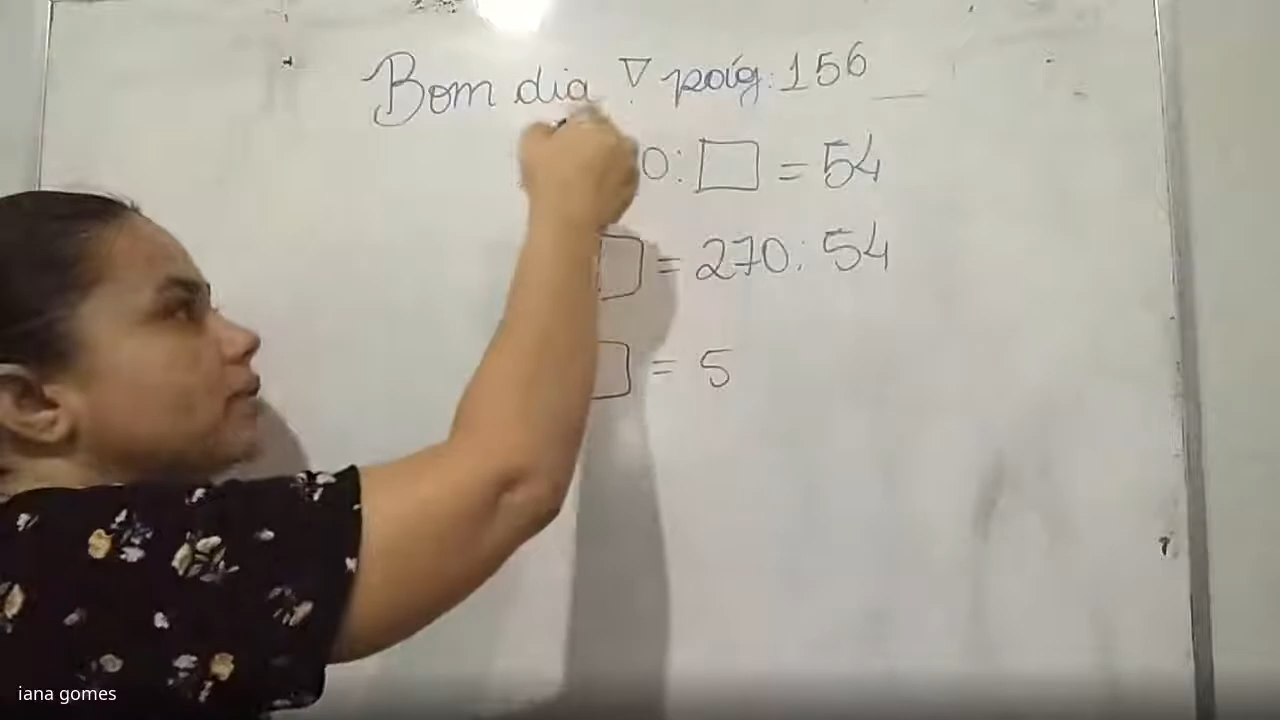 Bom dia ! pág: 156
0: □ = 54
□ = 270: 54
□ = 5
iana gomes